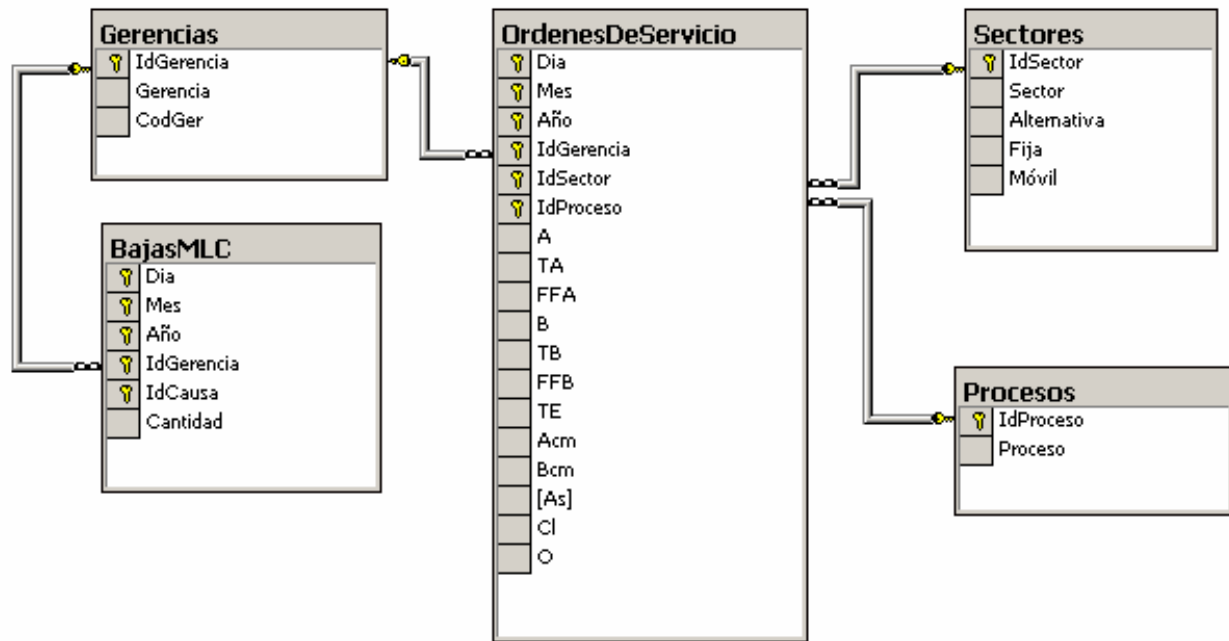 Gerencias
IdGerencia
Gerencia
CodGer
BajasMLC
Dia
Mes
Año
IdGerencia
IdCausa
Cantidad
OrdenesDeServicio
Dia
Mes
Año
IdGerencia
IdSector
IdProceso
A
TA
FFA
B
TB
FFB
TE
Acm
Bcm
[As]
Cl
O
Sectores
IdSector
Sector
Alternativa
Fija
Móvil
Procesos
IdProceso
Proceso